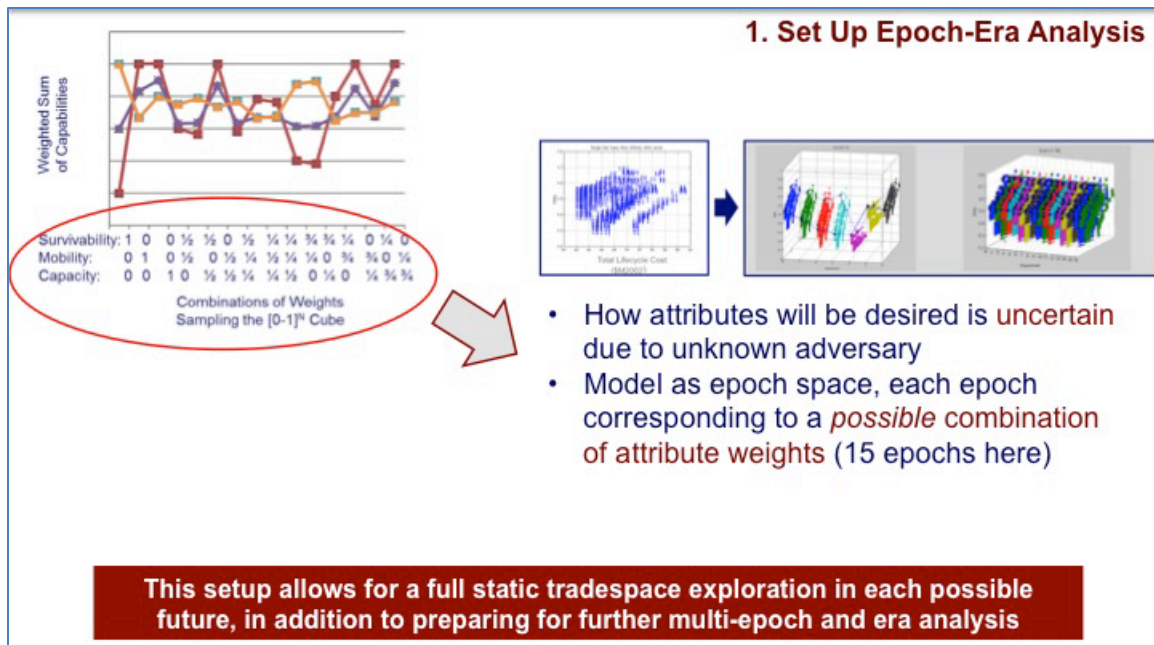 1. Set Up Epoch-Era Analysis
Weighted Sum
of Capabilities
Survivability: 1 0 0 ½ ½ 0 ½ ¼ ¼ ¾ ¾ ¼ 0 ¼ 0
Mobility: 0 1 0 ½ 0 ½ ¼ ½ ¼ ¼ 0 ¾ ¾ 0 ¼
Capacity: 0 0 1 0 ½ ½ ¼ ¼ ½ 0 ¼ 0 ¼ ¾ ¾
Combinations of Weights
Sampling the [0-1]ᴺ Cube
Total Lifecycle Cost
($M2002)
• How attributes will be desired is uncertain
due to unknown adversary
• Model as epoch space, each epoch
corresponding to a possible combination
of attribute weights (15 epochs here)
This setup allows for a full static tradespace exploration in each possible
future, in addition to preparing for further multi-epoch and era analysis